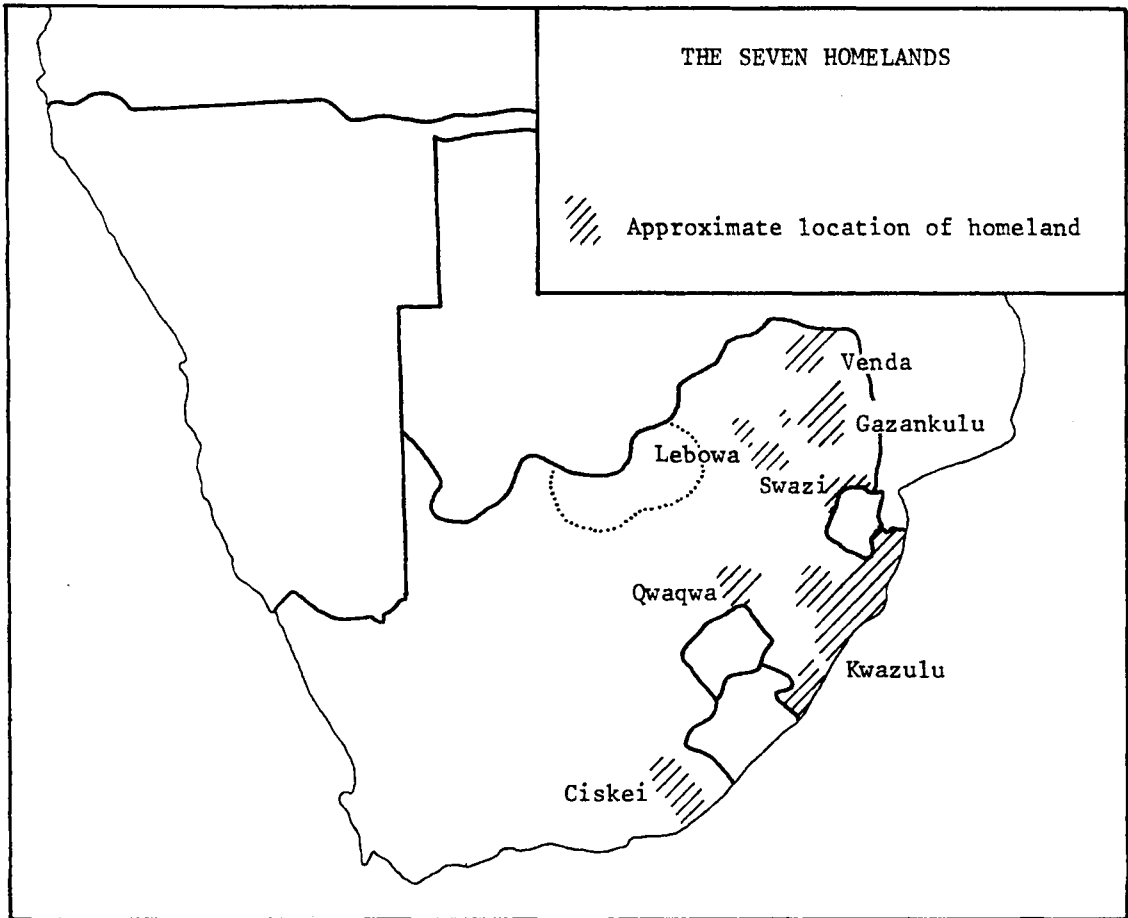 THE SEVEN HOMELANDS
Approximate location of homeland
Venda
Gazankulu
Lebowa
Swazi
Qwaqwa
Kwazulu
Ciskei